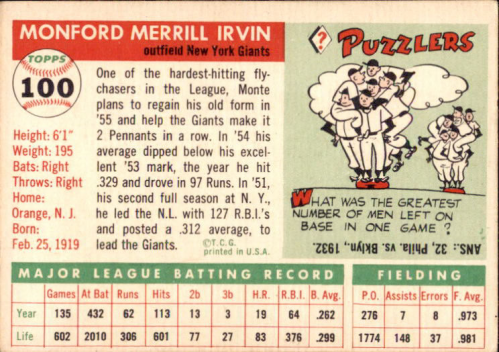 MONFORD MERRILL IRVIN
outfield New York Giants
TOPPS
100
Height: 6'1"
Weight: 195
Bats: Right
Throws: Right
Home:
Orange, N. J.
Born:
Feb. 25, 1919
One of the hardest-hitting fly-
chasers in the League, Monte
plans to regain his old form in
'55 and help the Giants make it
2 Pennants in a row. In '54 his
average dipped below his excel-
lent '53 mark, the year he hit
.329 and drove in 97 Runs. In '51,
his second full season at N. Y.,
he led the N.L. with 127 R.B.I.'s
and posted a .312 average, to
lead the Giants.
©T.C.G.
printed in U.S.A.
? PUZZLERS
WHAT WAS THE GREATEST
NUMBER OF MEN LEFT ON
BASE IN ONE GAME?
ANS.: 32, Phila. vs. Bklyn., 1932.
MAJOR LEAGUE BATTING RECORD
Games At Bat Runs Hits 2b 3b H.R. R.B.I. B. Avg.
Year 135 432 62 113 13 3 19 64 .262
Life 602 2010 306 601 77 27 83 376 .299
FIELDING
P.O. Assists Errors F. Avg.
276 7 8 .973
1774 148 37 .981